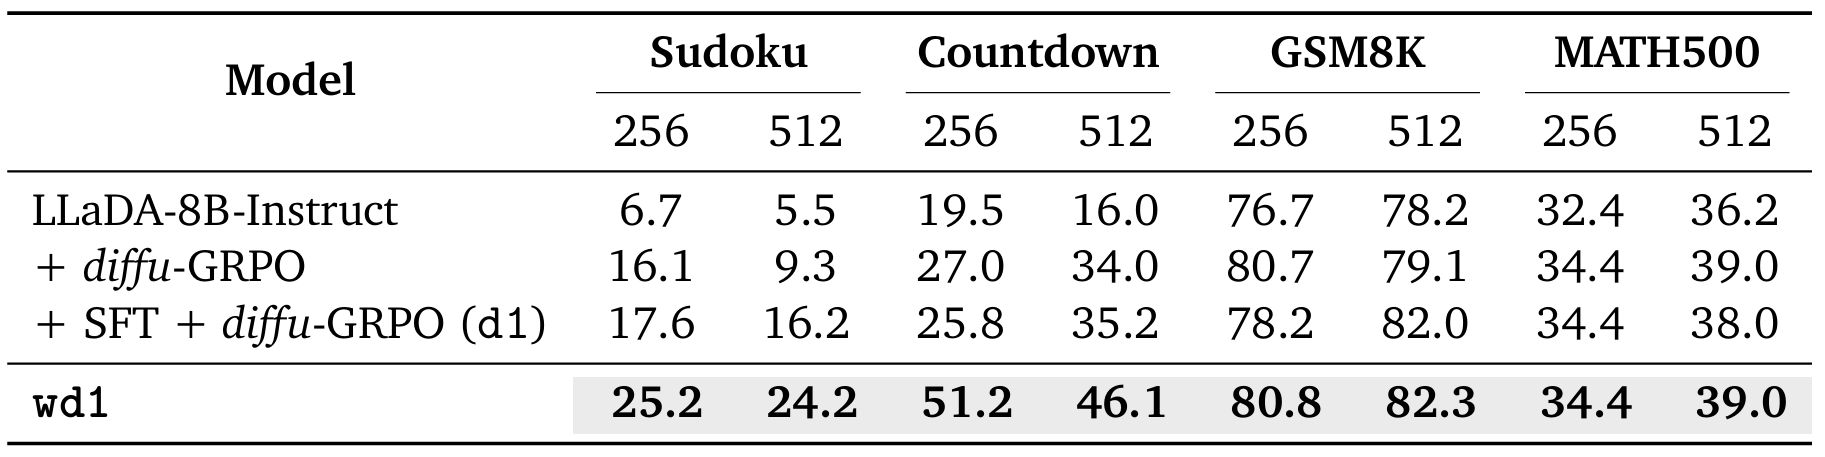 Model Sudoku Countdown GSM8K MATH500
256 512 256 512 256 512 256 512
LLaDA-8B-Instruct 6.7 5.5 19.5 16.0 76.7 78.2 32.4 36.2
+ diffu-GRPO 16.1 9.3 27.0 34.0 80.7 79.1 34.4 39.0
+ SFT + diffu-GRPO (d1) 17.6 16.2 25.8 35.2 78.2 82.0 34.4 38.0
wd1 25.2 24.2 51.2 46.1 80.8 82.3 34.4 39.0